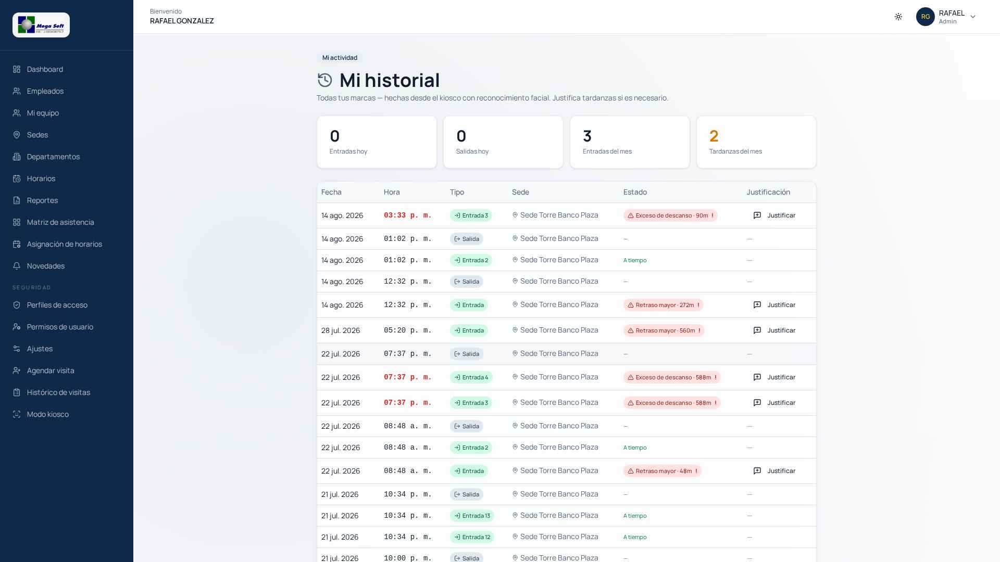 Mega Soft
Bienvenido
RAFAEL GONZALEZ
RG
RAFAEL
Admin
Dashboard
Empleados
Mi equipo
Sedes
Departamentos
Horarios
Reportes
Matriz de asistencia
Asignación de horarios
Novedades
SEGURIDAD
Perfiles de acceso
Permisos de usuario
Ajustes
Agendar visita
Histórico de visitas
Modo kiosco
Mi actividad
Mi historial
Todas tus marcas — hechas desde el kiosco con reconocimiento facial. Justifica tardanzas si es necesario.
0
Entradas hoy
0
Salidas hoy
3
Entradas del mes
2
Tardanzas del mes
Fecha Hora Tipo Sede Estado Justificación
14 ago. 2026 03:33 p. m. Entrada 3 Sede Torre Banco Plaza Exceso de descanso · 90m ! Justificar
14 ago. 2026 01:02 p. m. Salida Sede Torre Banco Plaza — —
14 ago. 2026 01:02 p. m. Entrada 2 Sede Torre Banco Plaza A tiempo —
14 ago. 2026 12:32 p. m. Salida Sede Torre Banco Plaza — —
14 ago. 2026 12:32 p. m. Entrada Sede Torre Banco Plaza Retraso mayor · 272m ! Justificar
28 jul. 2026 05:20 p. m. Entrada Sede Torre Banco Plaza Retraso mayor · 560m ! Justificar
22 jul. 2026 07:37 p. m. Salida Sede Torre Banco Plaza — —
22 jul. 2026 07:37 p. m. Entrada 4 Sede Torre Banco Plaza Exceso de descanso · 588m ! Justificar
22 jul. 2026 07:37 p. m. Entrada 3 Sede Torre Banco Plaza Exceso de descanso · 588m ! Justificar
22 jul. 2026 08:48 a. m. Salida Sede Torre Banco Plaza — —
22 jul. 2026 08:48 a. m. Entrada 2 Sede Torre Banco Plaza A tiempo —
22 jul. 2026 08:48 a. m. Entrada Sede Torre Banco Plaza Retraso mayor · 48m ! Justificar
21 jul. 2026 10:34 p. m. Salida Sede Torre Banco Plaza — —
21 jul. 2026 10:34 p. m. Entrada 13 Sede Torre Banco Plaza A tiempo —
21 jul. 2026 10:34 p. m. Entrada 12 Sede Torre Banco Plaza A tiempo —
21 jul. 2026 10:00 p. m. Salida Sede Torre Banco Plaza — —